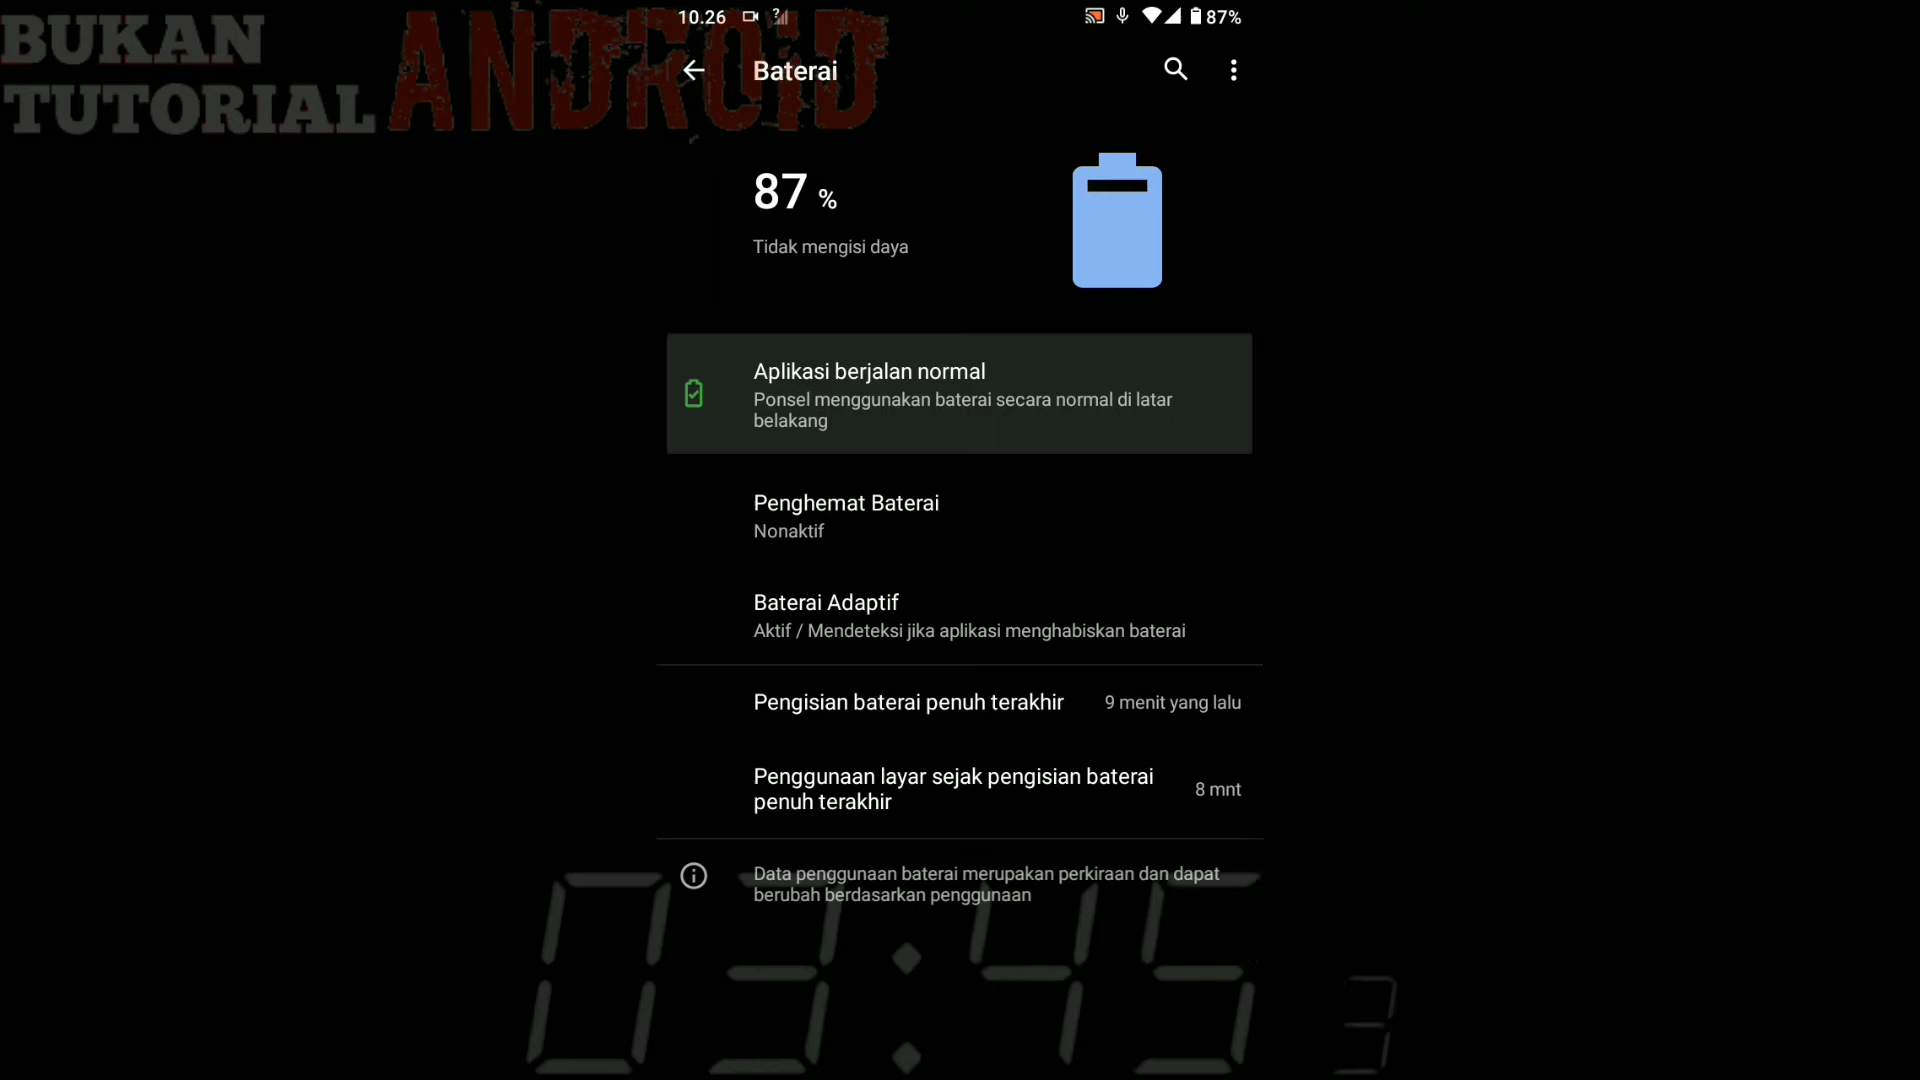 BUKAN
TUTORIAL ANDROID
10.26 87%
Baterai
87 %
Tidak mengisi daya
Aplikasi berjalan normal
Ponsel menggunakan baterai secara normal di latar
belakang
Penghemat Baterai
Nonaktif
Baterai Adaptif
Aktif / Mendeteksi jika aplikasi menghabiskan baterai
Pengisian baterai penuh terakhir 9 menit yang lalu
Penggunaan layar sejak pengisian baterai
penuh terakhir 8 mnt
Data penggunaan baterai merupakan perkiraan dan dapat
berubah berdasarkan penggunaan
03:45 3